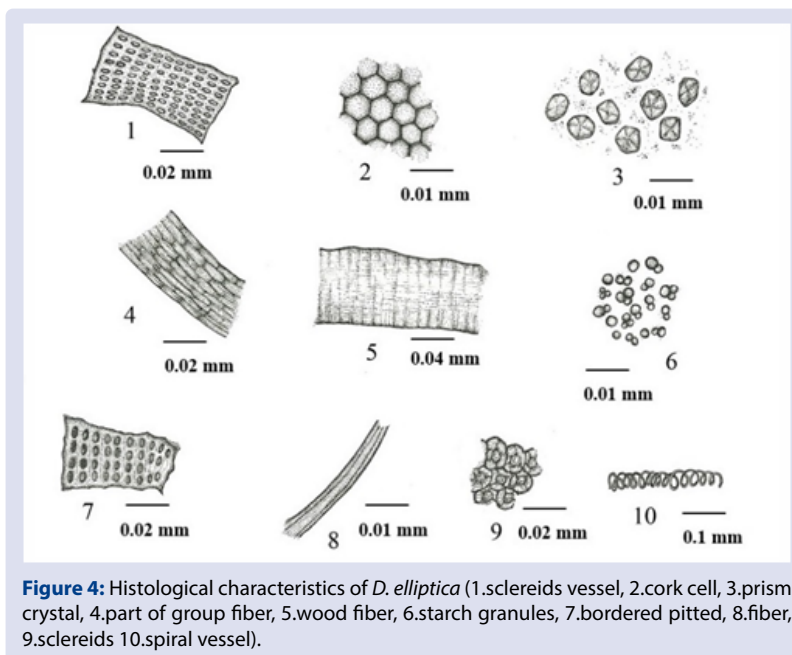 1
0.02 mm
2
0.01 mm
3
0.01 mm
4
0.02 mm
5
0.04 mm
6
0.01 mm
7
0.02 mm
8
0.01 mm
9
0.02 mm
10
0.1 mm
Figure 4: Histological characteristics of D. elliptica (1.sclereids vessel, 2.cork cell, 3.prism
crystal, 4.part of group fiber, 5.wood fiber, 6.starch granules, 7.bordered pitted, 8.fiber,
9.sclereids 10.spiral vessel).